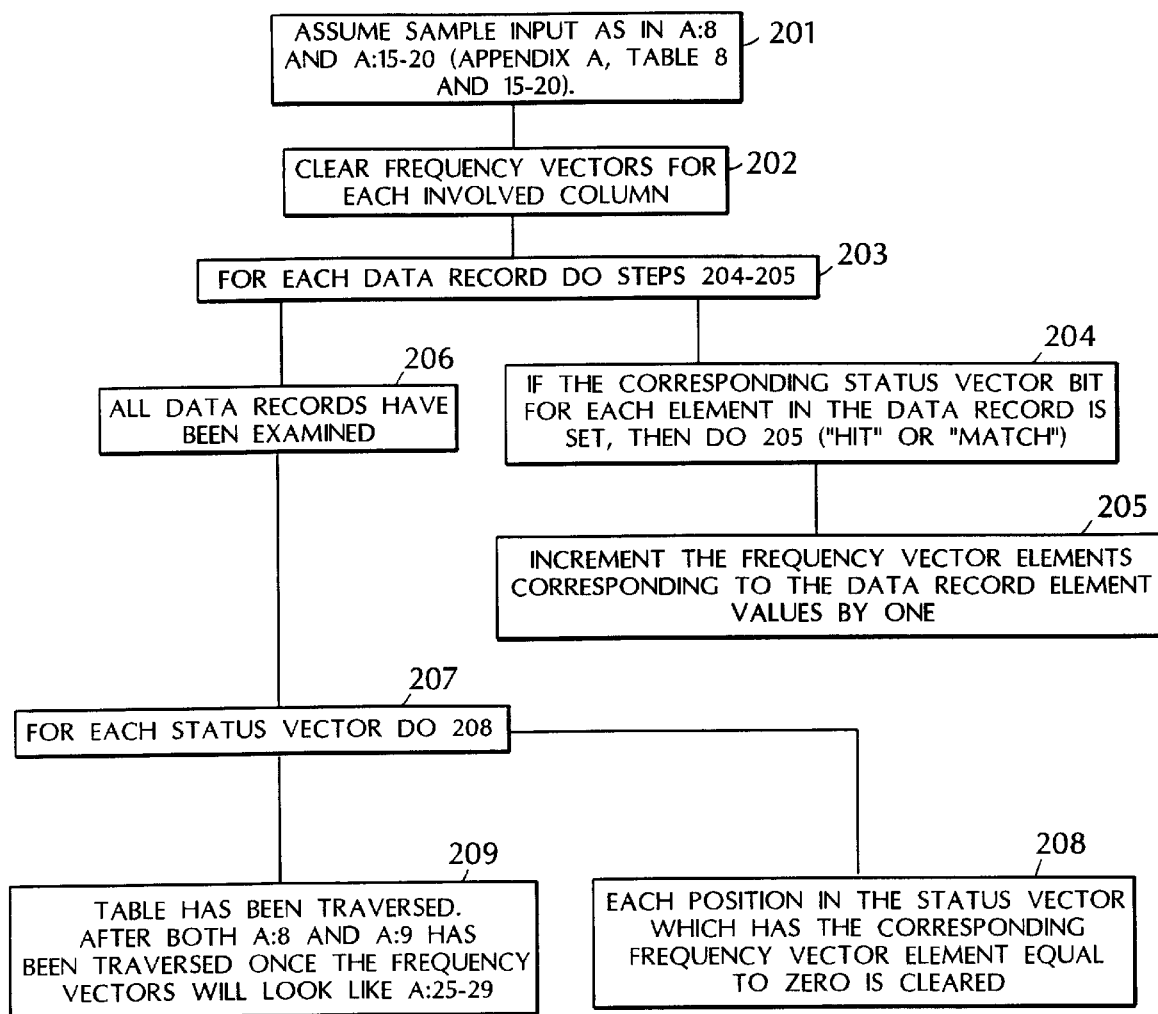 ASSUME SAMPLE INPUT AS IN A:8
AND A:15-20 (APPENDIX A, TABLE 8
AND 15-20).
201
CLEAR FREQUENCY VECTORS FOR
EACH INVOLVED COLUMN
202
FOR EACH DATA RECORD DO STEPS 204-205
203
206
ALL DATA RECORDS HAVE
BEEN EXAMINED
204
IF THE CORRESPONDING STATUS VECTOR BIT
FOR EACH ELEMENT IN THE DATA RECORD IS
SET, THEN DO 205 ("HIT" OR "MATCH")
205
INCREMENT THE FREQUENCY VECTOR ELEMENTS
CORRESPONDING TO THE DATA RECORD ELEMENT
VALUES BY ONE
207
FOR EACH STATUS VECTOR DO 208
209
TABLE HAS BEEN TRAVERSED.
AFTER BOTH A:8 AND A:9 HAS
BEEN TRAVERSED ONCE THE FREQUENCY
VECTORS WILL LOOK LIKE A:25-29
208
EACH POSITION IN THE STATUS VECTOR
WHICH HAS THE CORRESPONDING
FREQUENCY VECTOR ELEMENT EQUAL
TO ZERO IS CLEARED